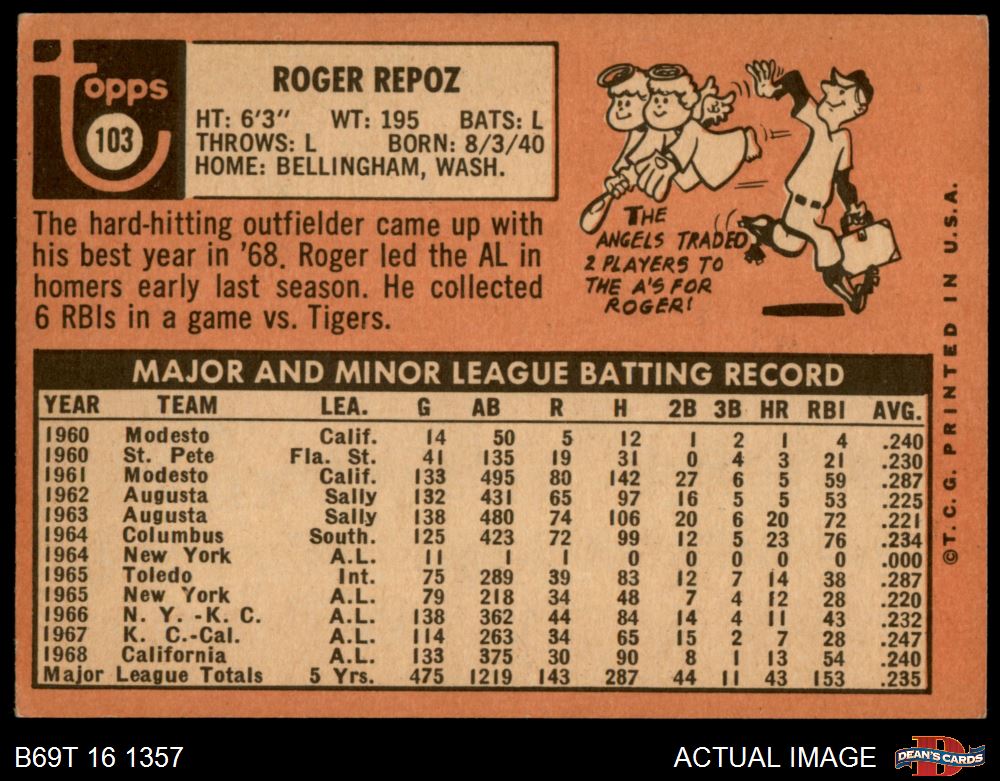 Topps
103
ROGER REPOZ
HT: 6'3" WT: 195 BATS: L
THROWS: L BORN: 8/3/40
HOME: BELLINGHAM, WASH.
The hard-hitting outfielder came up with
his best year in '68. Roger led the AL in
homers early last season. He collected
6 RBIs in a game vs. Tigers.
THE
ANGELS TRADED
2 PLAYERS TO
THE A'S FOR
ROGER!
MAJOR AND MINOR LEAGUE BATTING RECORD
YEAR TEAM LEA. G AB R H 2B 3B HR RBI AVG.
1960 Modesto Calif. 14 50 5 12 1 2 1 4 .240
1960 St. Pete Fla. St. 41 135 19 31 0 4 3 21 .230
1961 Modesto Calif. 133 495 80 142 27 6 5 59 .287
1962 Augusta Sally 132 431 65 97 16 5 5 53 .225
1963 Augusta Sally 138 480 74 106 20 6 20 72 .221
1964 Columbus South. 125 423 72 99 12 5 23 76 .234
1964 New York A.L. 11 1 1 0 0 0 0 0 .000
1965 Toledo Int. 75 289 39 83 12 7 14 38 .287
1965 New York A.L. 79 218 34 48 7 4 12 28 .220
1966 N. Y. -K. C. A.L. 138 362 44 84 14 4 11 43 .232
1967 K. C.-Cal. A.L. 114 263 34 65 15 2 7 28 .247
1968 California A.L. 133 375 30 90 8 1 13 54 .240
Major League Totals 5 Yrs. 475 1219 143 287 44 11 43 153 .235
©T. C. G. PRINTED IN U.S.A.
B69T 16 1357
ACTUAL IMAGE
DEAN'S CARDS